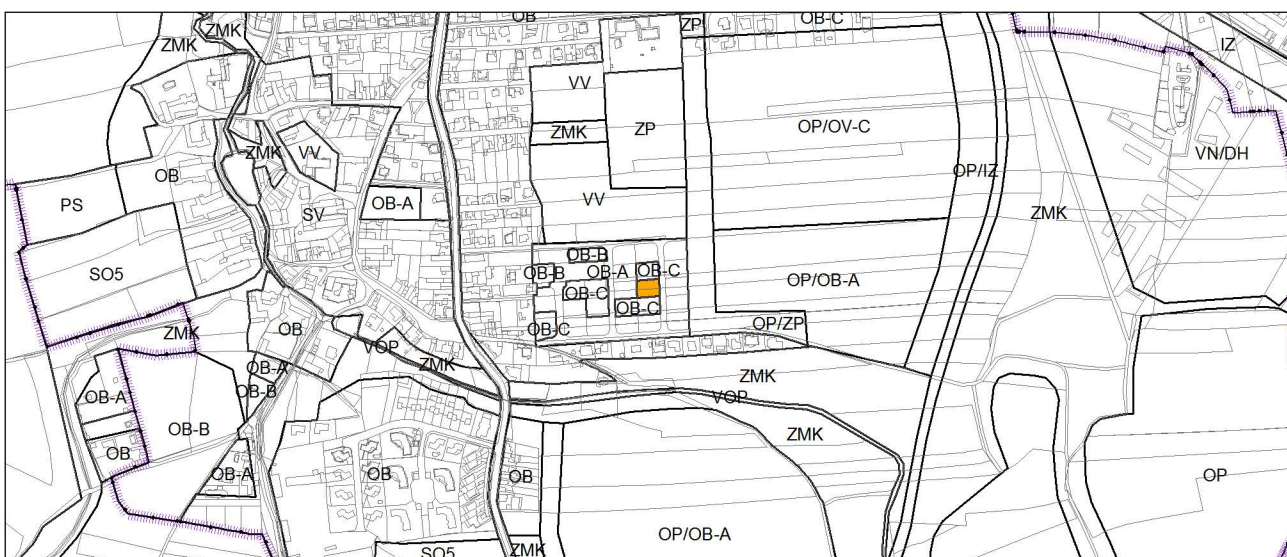 OB
ZP
OB-C
ZMK
ZMK
IZ
VV
ZMK
ZP
OP/OV-C
ZMK
VV
VN/DH
OB
OP/IZ
PS
OB-A
VV
SV
ZMK
SO5
OB-B
OB-B
OB-A
OB-C
OP/OB-A
OB-C
OB-C
OB-C
OP/ZP
ZMK
OB
VOP
ZMK
OB-A
ZMK
OB-B
VOP
OB-A
OB-B
ZMK
OB
OB-A
OB
OB
OP
OP/OB-A
SO5
ZMK